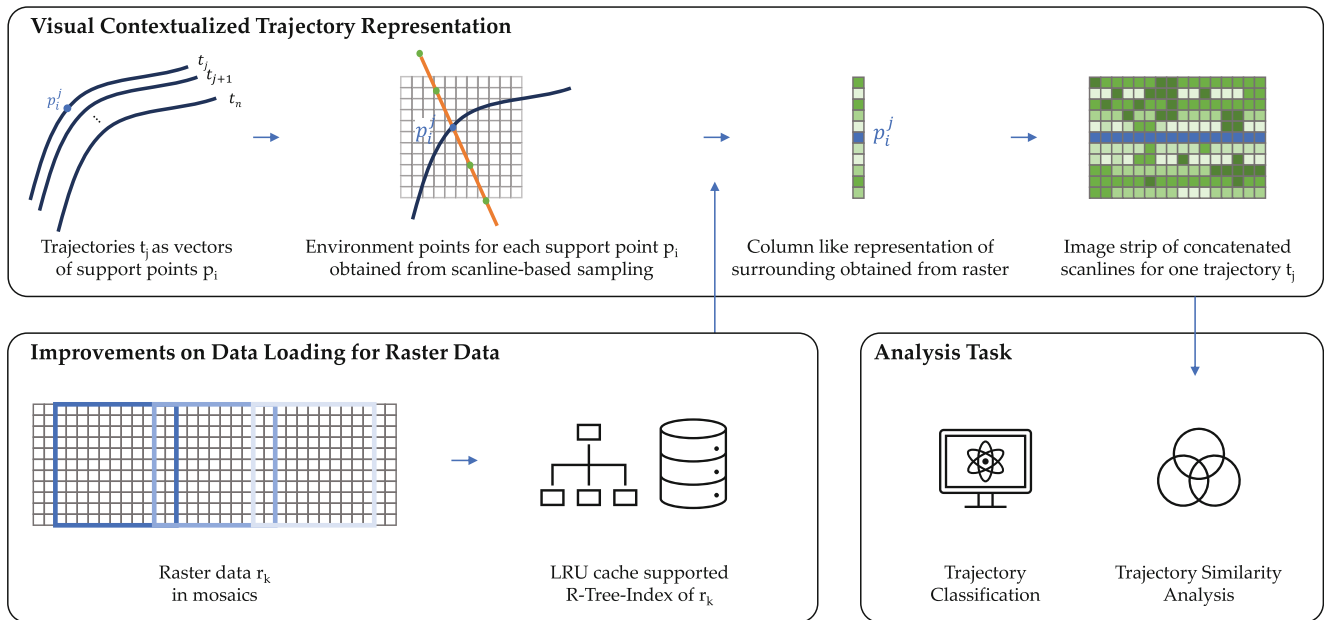 Visual Contextualized Trajectory Representation
t_j
t_{j+1}
t_n
...
p_i^j
p_i^j
p_i^j
Trajectories t_j as vectors
of support points p_i
Environment points for each support point p_i
obtained from scanline-based sampling
Column like representation of
surrounding obtained from raster
Image strip of concatenated
scanlines for one trajectory t_j
Improvements on Data Loading for Raster Data
Raster data r_k
in mosaics
LRU cache supported
R-Tree-Index of r_k
Analysis Task
Trajectory
Classification
Trajectory Similarity
Analysis